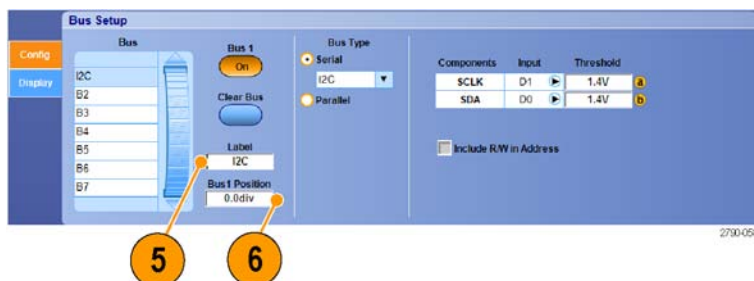 Bus Setup
Config
Display
Bus
I2C
B2
B3
B4
B5
B6
B7
Bus 1
On
Clear Bus
Label
I2C
Bus1 Position
0.0div
Bus Type
Serial
I2C
Parallel
Components Input Threshold
SCLK D1 1.4V a
SDA D0 1.4V b
Include R/W in Address
5
6